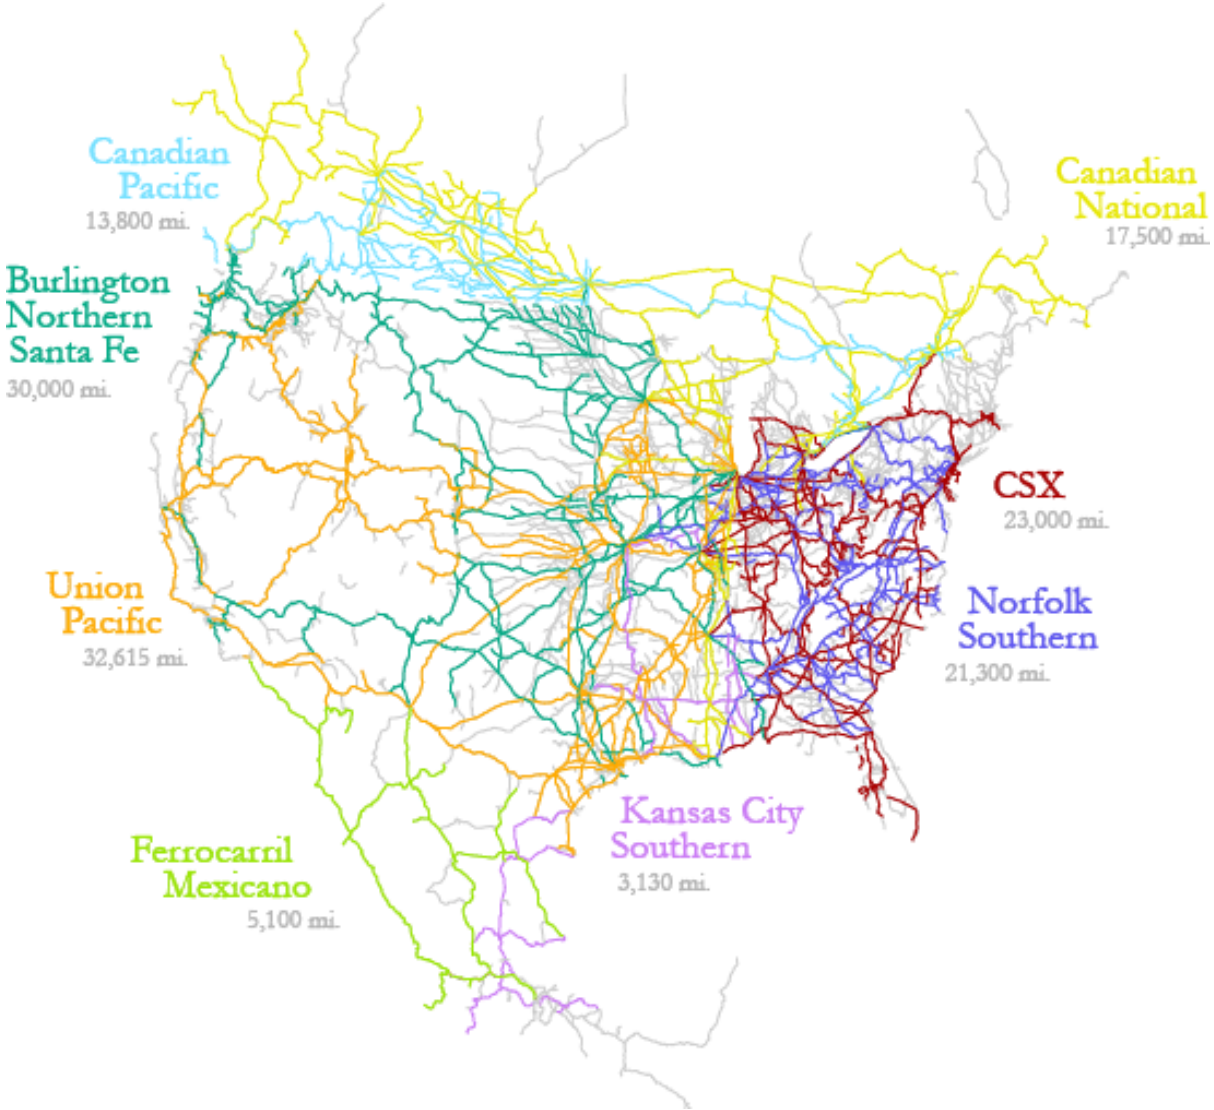 Canadian
Pacific
13,800 mi.
Canadian
National
17,500 mi.
Burlington
Northern
Santa Fe
30,000 mi.
CSX
23,000 mi.
Union
Pacific
32,615 mi.
Norfolk
Southern
21,300 mi.
Kansas City
Southern
3,130 mi.
Ferrocarril
Mexicano
5,100 mi.